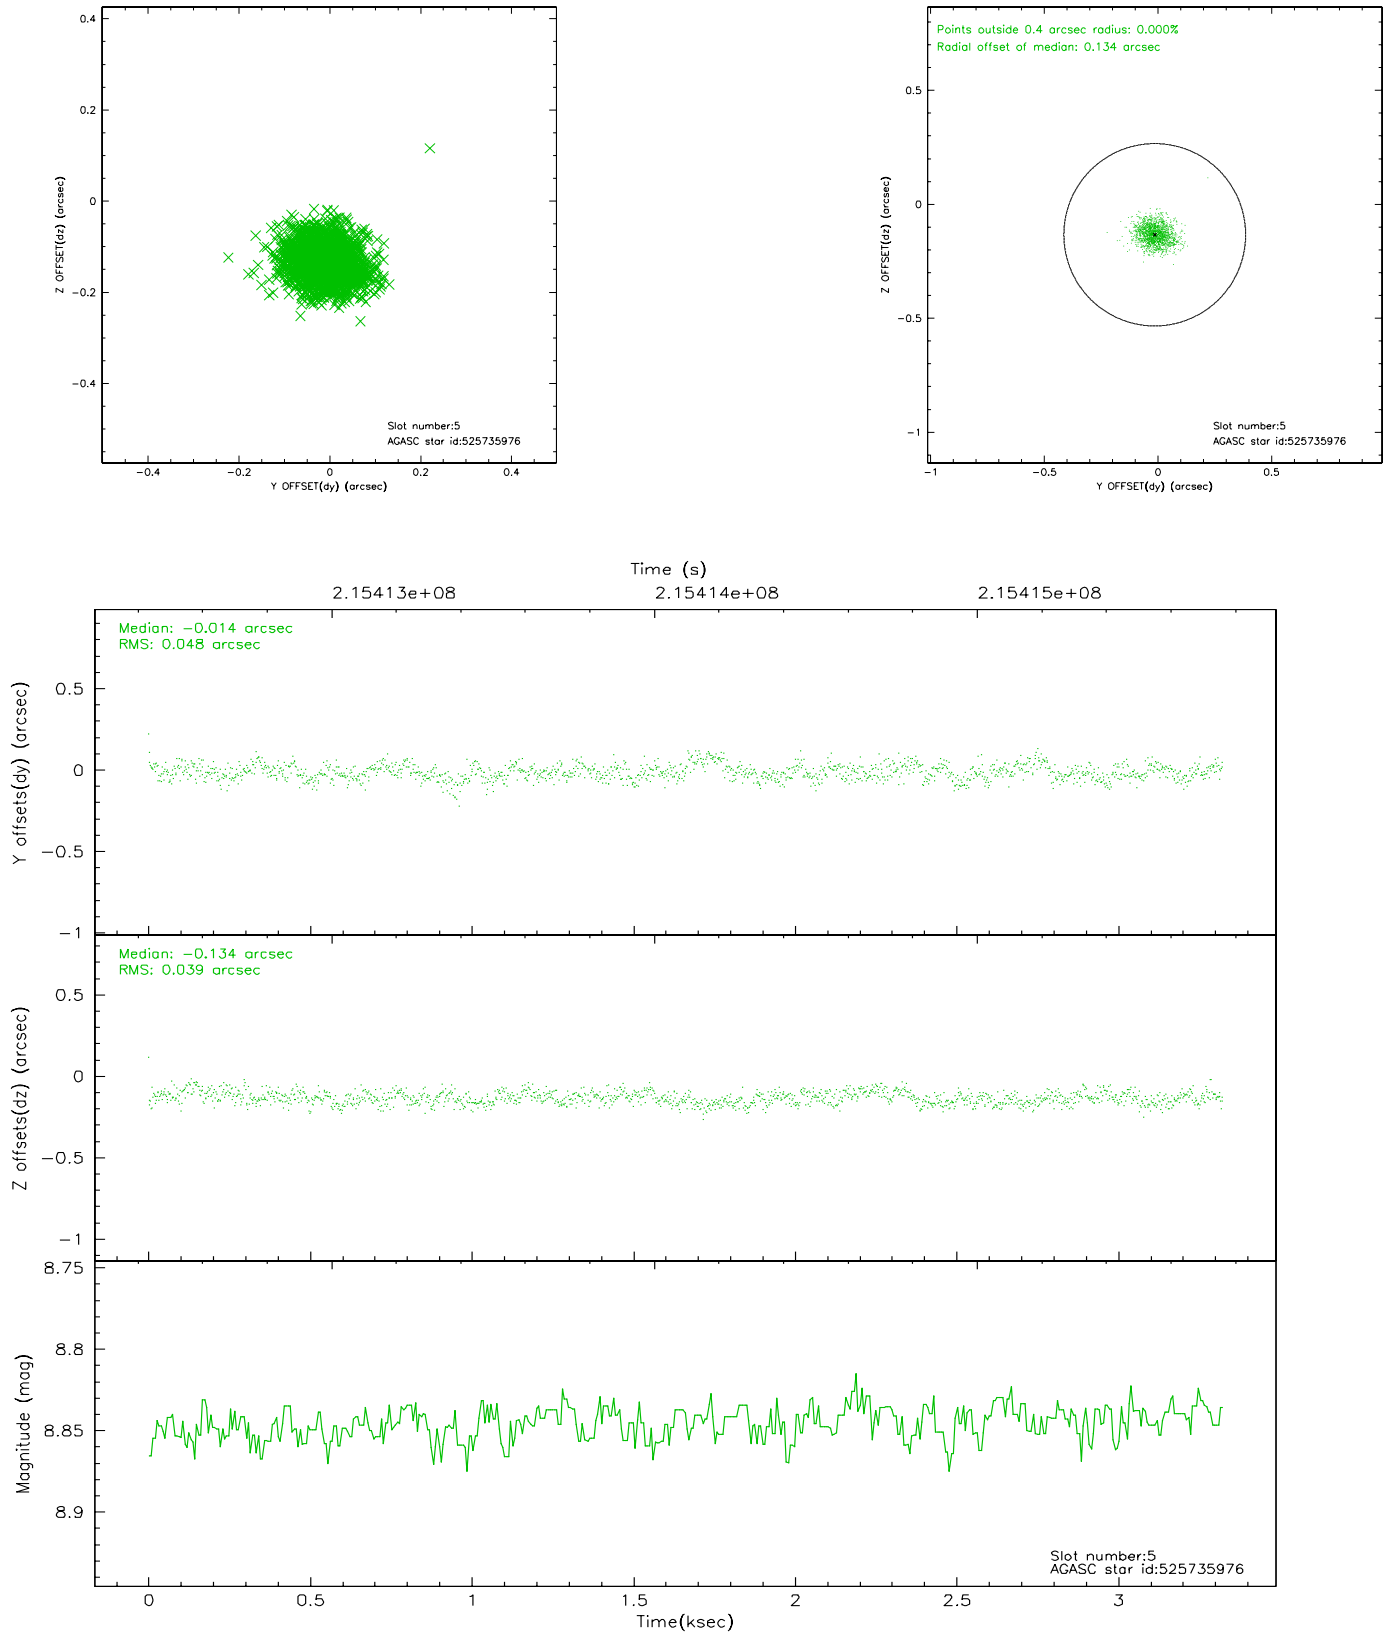 0.4
0.2
0
−0.2
−0.4
Z OFFSET(dz) (arcsec)
Slot number:5
AGASC star id:525735976
−0.4 −0.2 0 0.2 0.4
Y OFFSET(dy) (arcsec)
Points outside 0.4 arcsec radius: 0.000%
Radial offset of median: 0.134 arcsec
0.5
0
−0.5
−1
Z OFFSET(dz) (arcsec)
Slot number:5
AGASC star id:525735976
−1 −0.5 0 0.5
Y OFFSET(dy) (arcsec)
Time (s)
2.15413e+08 2.15414e+08 2.15415e+08
Median: −0.014 arcsec
RMS: 0.048 arcsec
0.5
0
−0.5
−1
Y offsets(dy) (arcsec)
Median: −0.134 arcsec
RMS: 0.039 arcsec
0.5
0
−0.5
−1
Z offsets(dz) (arcsec)
8.75
8.8
8.85
8.9
Magnitude (mag)
Slot number:5
AGASC star id:525735976
0 0.5 1 1.5 2 2.5 3
Time(ksec)